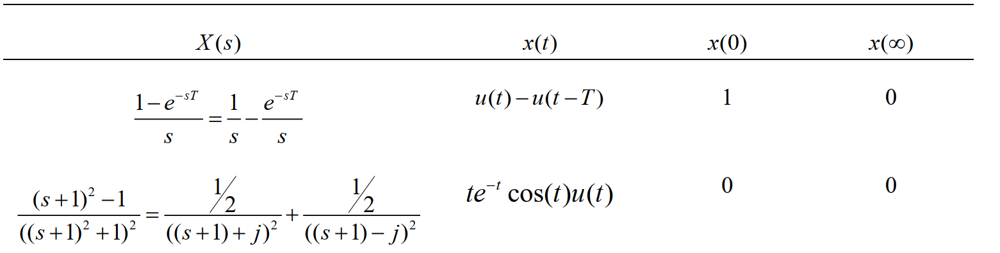 X(s) x(t) x(0) x(∞)
\frac{1-e^{-sT}}{s} = \frac{1}{s} - \frac{e^{-sT}}{s} u(t)-u(t-T) 1 0
\frac{(s+1)^2-1}{((s+1)^2+1)^2} = \frac{1/2}{((s+1)+j)^2} + \frac{1/2}{((s+1)-j)^2} te^{-t} cos(t)u(t) 0 0